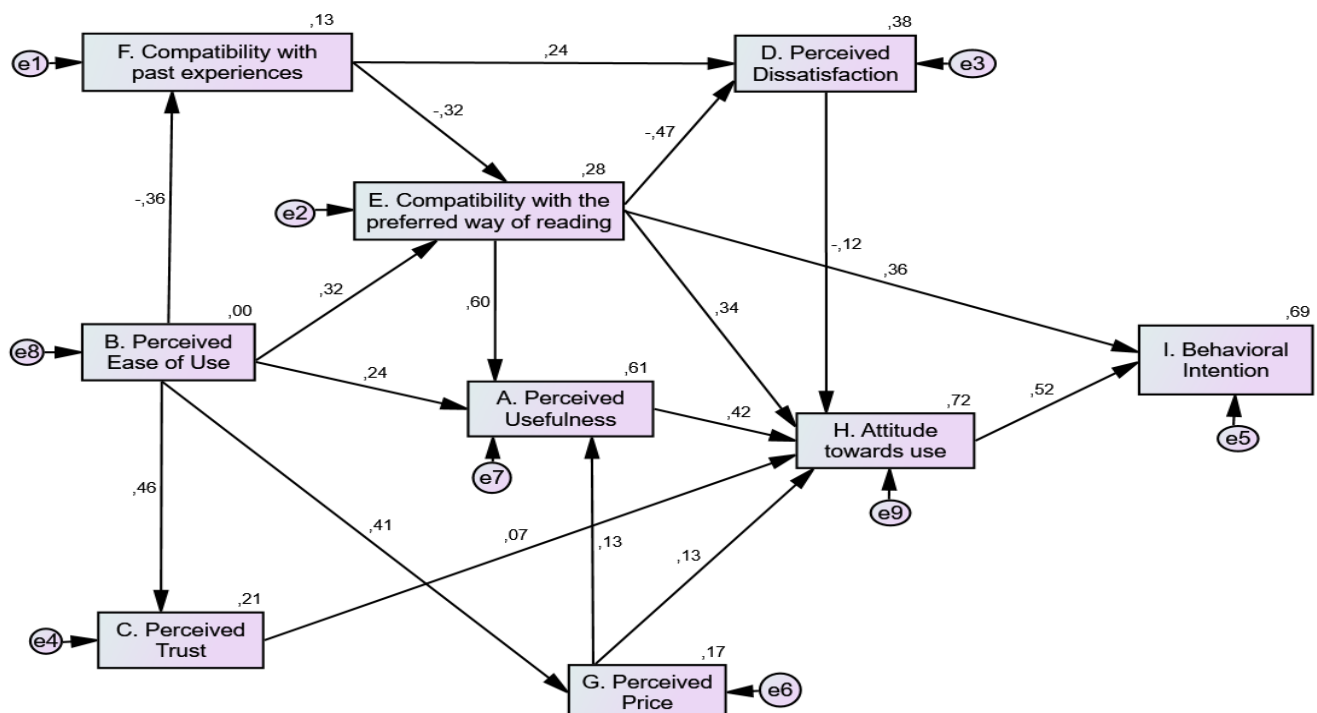 ,13
F. Compatibility with
past experiences
e1
,24
,38
D. Perceived
Dissatisfaction
e3
-,32
-,47
-,36
,28
E. Compatibility with the
preferred way of reading
e2
-,12
,36
,32
,60
,34
,00
B. Perceived
Ease of Use
e8
,69
I. Behavioral
Intention
e5
,24
,61
A. Perceived
Usefulness
e7
,42
,72
H. Attitude
towards use
e9
,52
,46
,41
,07
,13
,13
,21
C. Perceived
Trust
e4
,17
G. Perceived
Price
e6